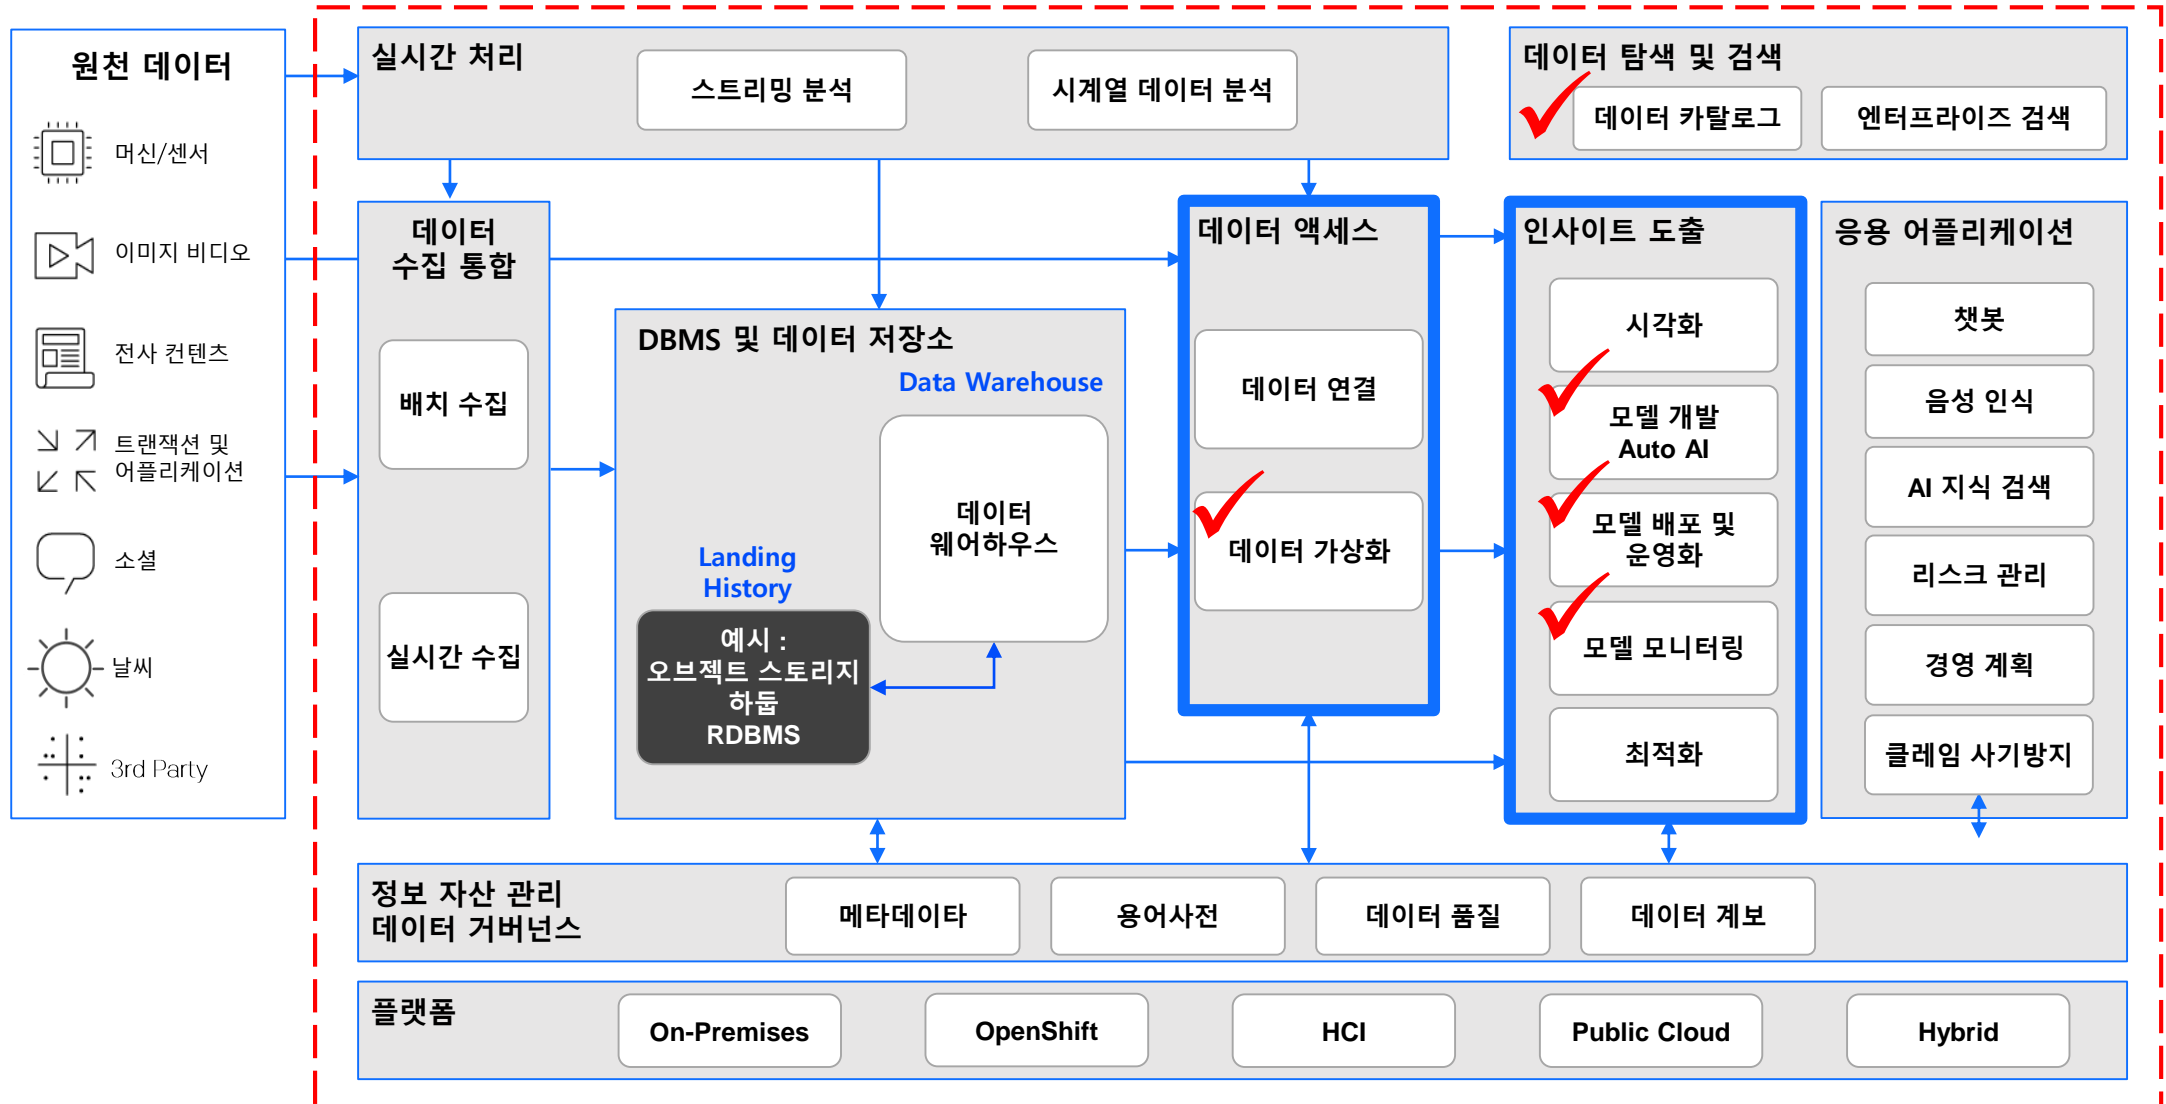 원천 데이터
머신/센서
이미지 비디오
전사 컨텐츠
트랜잭션 및
어플리케이션
소셜
날씨
3rd Party
실시간 처리
스트리밍 분석
시계열 데이터 분석
데이터 탐색 및 검색
데이터 카탈로그
엔터프라이즈 검색
데이터
수집 통합
배치 수집
실시간 수집
DBMS 및 데이터 저장소
Data Warehouse
데이터
웨어하우스
Landing
History
예시 :
오브젝트 스토리지
하둡
RDBMS
데이터 액세스
데이터 연결
데이터 가상화
인사이트 도출
시각화
모델 개발
Auto AI
모델 배포 및
운영화
모델 모니터링
최적화
응용 어플리케이션
챗봇
음성 인식
AI 지식 검색
리스크 관리
경영 계획
클레임 사기방지
정보 자산 관리
데이터 거버넌스
메타데이타
용어사전
데이터 품질
데이터 계보
플랫폼
On-Premises
OpenShift
HCI
Public Cloud
Hybrid